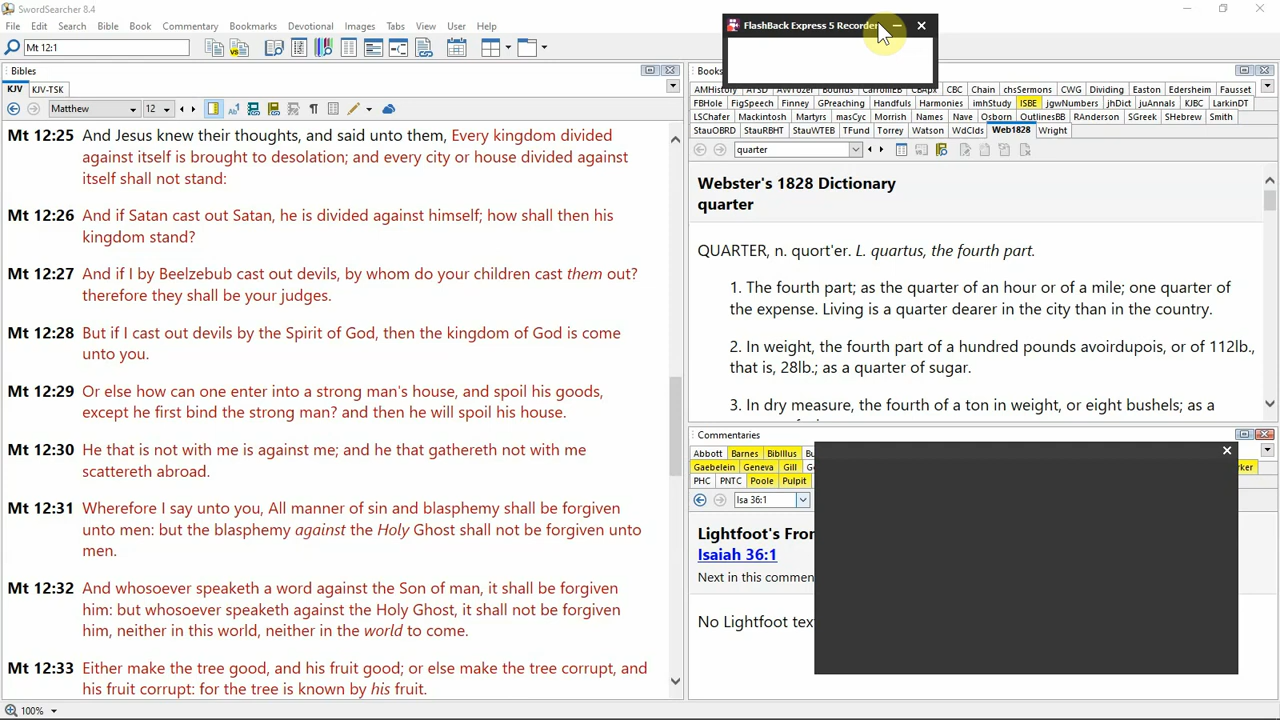 SwordSearcher 8.4
File Edit Search Bible Book Commentary Bookmarks Devotional Images Tabs View User Help
Mt 12:1
FlashBack Express 5 Recorder
Bibles
KJV KJV-TSK
Matthew 12
Mt 12:25 And Jesus knew their thoughts, and said unto them, Every kingdom divided
against itself is brought to desolation; and every city or house divided against
itself shall not stand:
Mt 12:26 And if Satan cast out Satan, he is divided against himself; how shall then his
kingdom stand?
Mt 12:27 And if I by Beelzebub cast out devils, by whom do your children cast them out?
therefore they shall be your judges.
Mt 12:28 But if I cast out devils by the Spirit of God, then the kingdom of God is come
unto you.
Mt 12:29 Or else how can one enter into a strong man's house, and spoil his goods,
except he first bind the strong man? and then he will spoil his house.
Mt 12:30 He that is not with me is against me; and he that gathereth not with me
scattereth abroad.
Mt 12:31 Wherefore I say unto you, All manner of sin and blasphemy shall be forgiven
unto men: but the blasphemy against the Holy Ghost shall not be forgiven unto
men.
Mt 12:32 And whosoever speaketh a word against the Son of man, it shall be forgiven
him: but whosoever speaketh against the Holy Ghost, it shall not be forgiven
him, neither in this world, neither in the world to come.
Mt 12:33 Either make the tree good, and his fruit good; or else make the tree corrupt, and
his fruit corrupt: for the tree is known by his fruit.
100%
Books
AMHistory ATSD AWTozer Bounds CarrollEB CBApx CBC Chain chsSermons CWG Dividing Easton Edersheim Fausset
FBHole FigSpeech Finney GPreaching Handfuls Harmonies imhStudy ISBE jgwNumbers jhDict juAnnals KJBC LarkinDT
LSChafer Mackintosh Martyrs masCyc Morrish Names Nave Osborn OutlinesBB RAnderson SGreek SHebrew Smith
StauOBRD StauRBHT StauWTEB TFund Torrey Watson WdClds Web1828 Wright
quarter
Webster's 1828 Dictionary
quarter
QUARTER, n. quort'er. L. quartus, the fourth part.
1. The fourth part; as the quarter of an hour or of a mile; one quarter of
the expense. Living is a quarter dearer in the city than in the country.
2. In weight, the fourth part of a hundred pounds avoirdupois, or of 112lb.,
that is, 28lb.; as a quarter of sugar.
3. In dry measure, the fourth of a ton in weight, or eight bushels; as a
Commentaries
Abbott Barnes BibIllus Bu
Gaebelein Geneva Gill
PHC PNTC Poole Pulpit
Isa 36:1
Lightfoot's Fro
Isaiah 36:1
Next in this commen
No Lightfoot tex